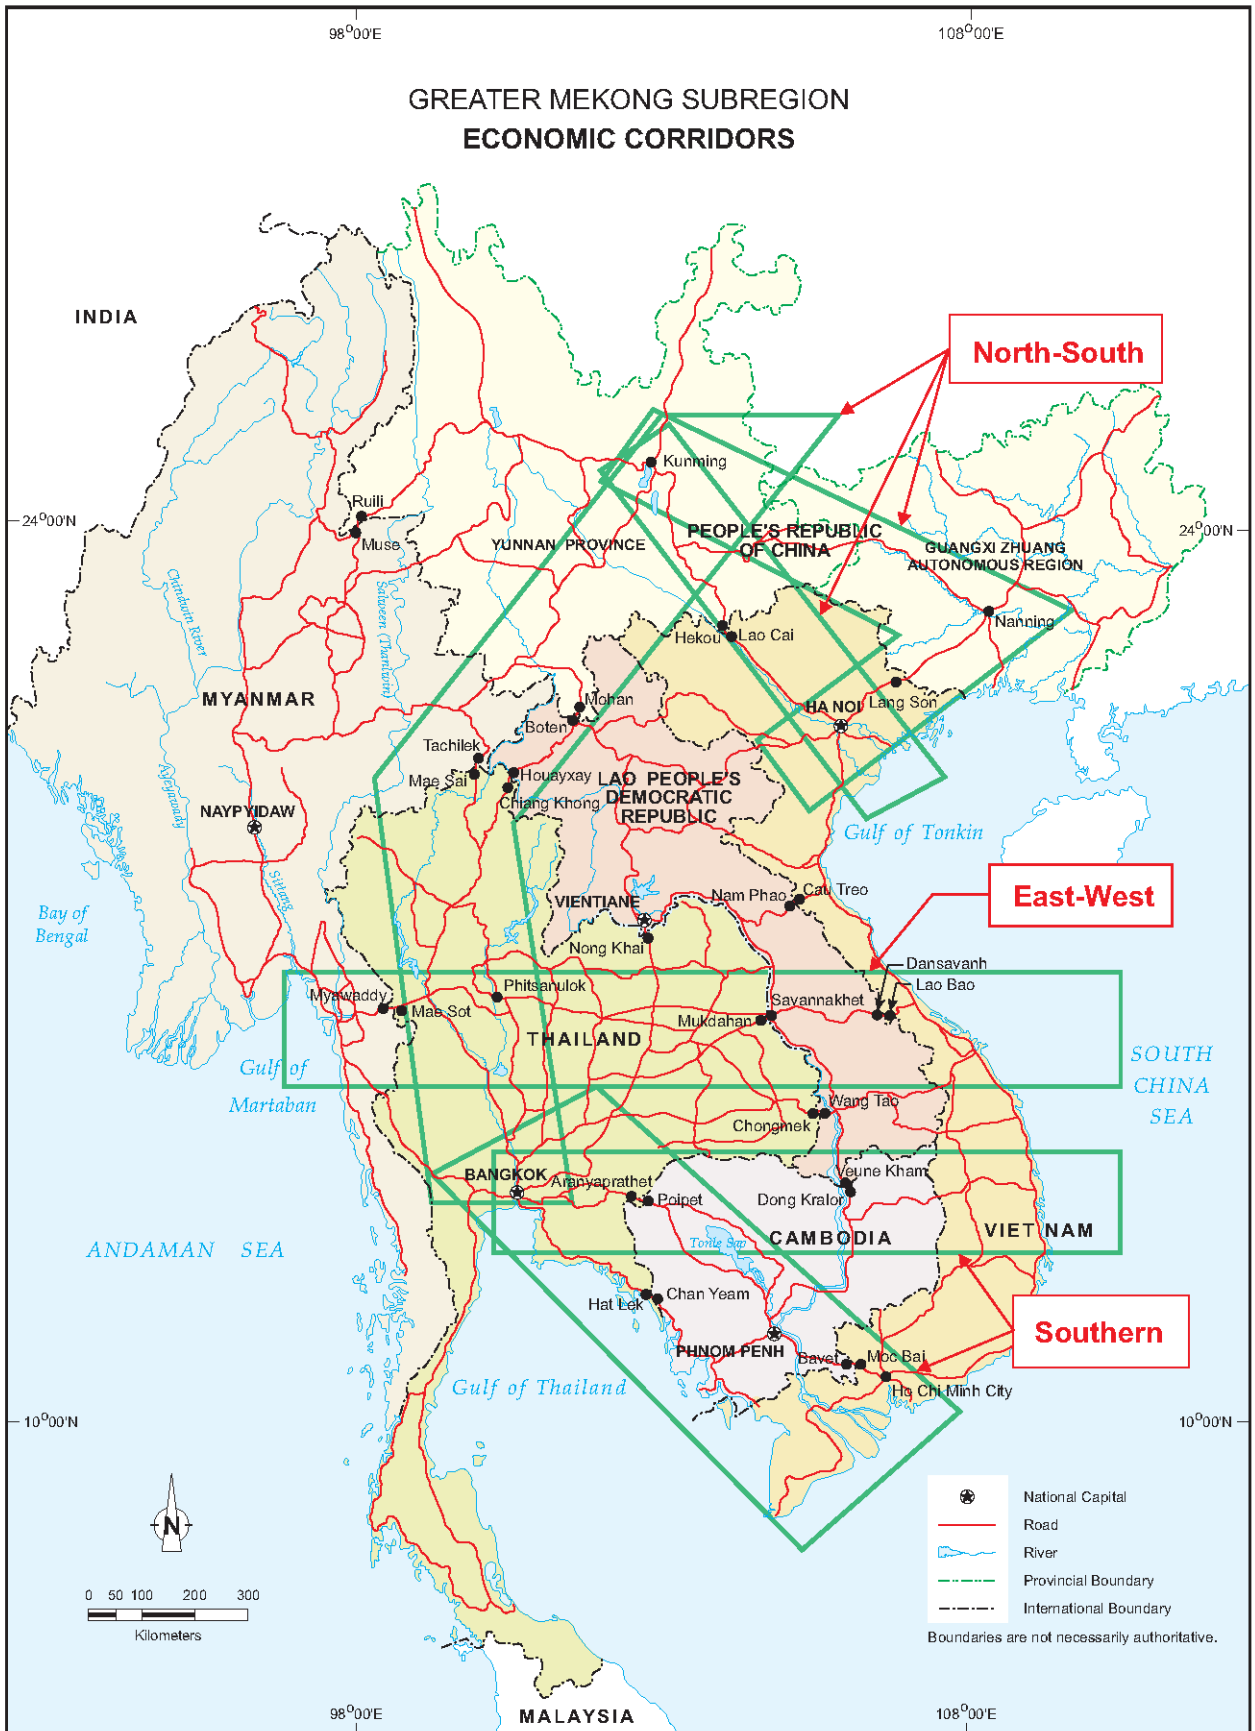 98°00'E
108°00'E
GREATER MEKONG SUBREGION
ECONOMIC CORRIDORS
INDIA
North-South
Kunming
Ruili
Muse
24°00'N
24°00'N
YUNNAN PROVINCE
PEOPLE'S REPUBLIC
OF CHINA
GUANGXI ZHUANG
AUTONOMOUS REGION
Chindwin River
Salween (Thanlwin)
Nanning
Hekou
Lao Cai
MYANMAR
Mohan
Boten
HA NOI
Lang Son
Tachilek
Mae Sai
Houayxay
Chiang Khong
LAO PEOPLE'S
DEMOCRATIC
REPUBLIC
Ayeyawady
NAYPYIDAW
Sittang
Gulf of Tonkin
East-West
Nam Phao
Cau Treo
VIENTIANE
Nong Khai
Bay of
Bengal
Dansavanh
Lao Bao
Myawaddy
Mae Sot
Phitsanulok
Savannakhet
Mukdahan
THAILAND
Gulf of
Martaban
SOUTH
CHINA
SEA
Wang Tao
Chongmek
BANGKOK
Aranyaprathet
Poipet
Veune Kham
Dong Kralor
Tonle Sap
CAMBODIA
VIET NAM
ANDAMAN SEA
Hat Lek
Chan Yeam
Southern
PHNOM PENH
Bavet
Moc Bai
Ho Chi Minh City
Gulf of Thailand
10°00'N
10°00'N
N
0 50 100 200 300
Kilometers
National Capital
Road
River
Provincial Boundary
International Boundary
Boundaries are not necessarily authoritative.
98°00'E
108°00'E
MALAYSIA